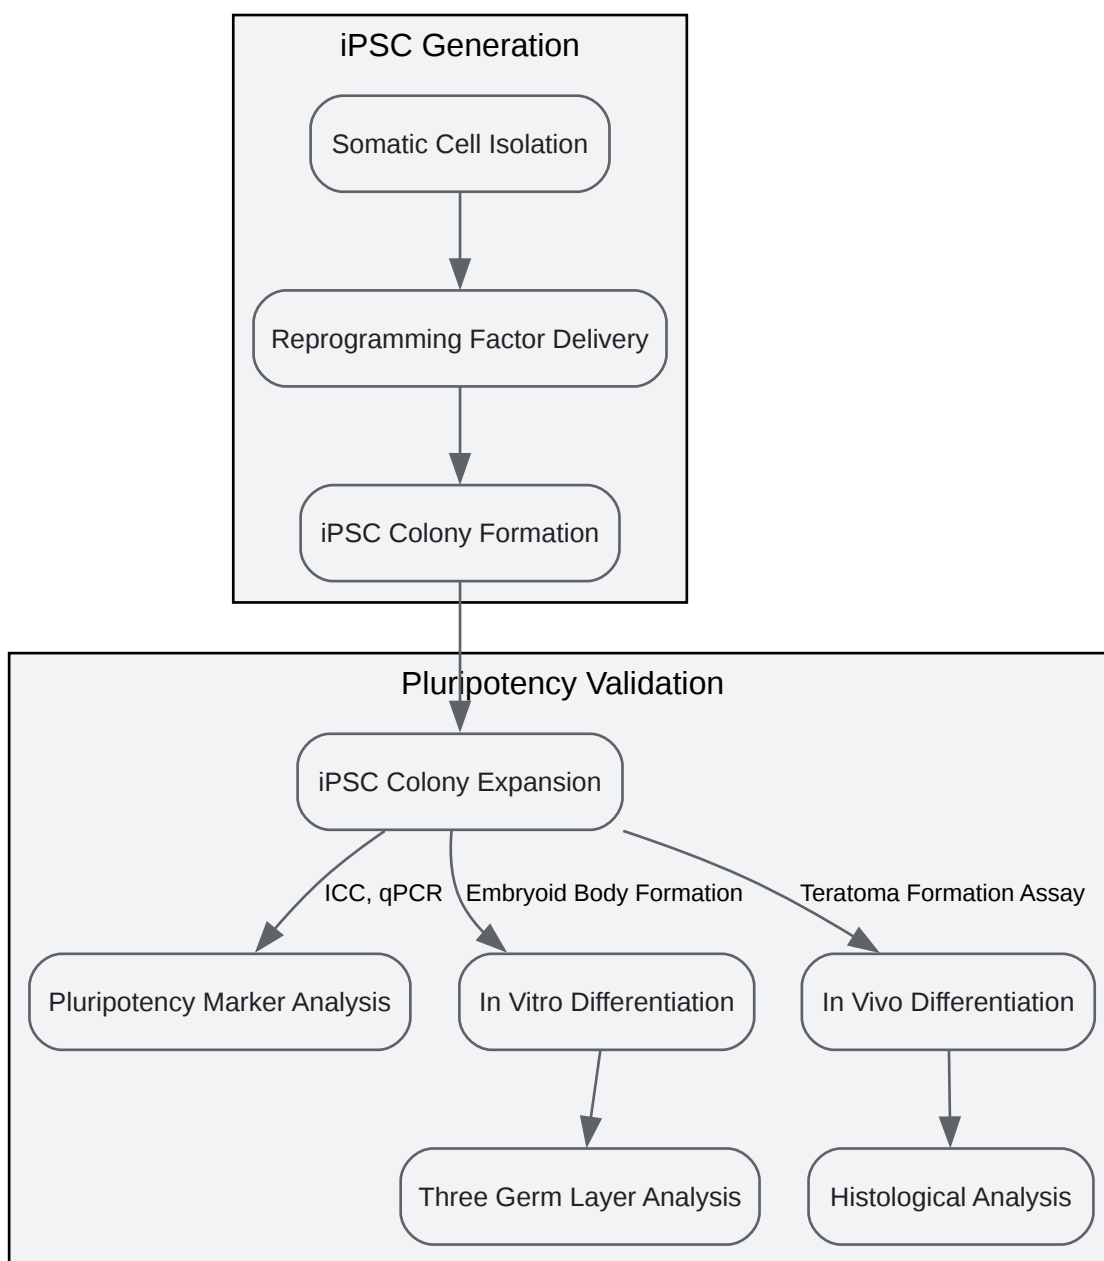 iPSC Generation
Somatic Cell Isolation
Reprogramming Factor Delivery
iPSC Colony Formation
Pluripotency Validation
iPSC Colony Expansion
ICC, qPCR
Embryoid Body Formation
Teratoma Formation Assay
Pluripotency Marker Analysis
In Vitro Differentiation
In Vivo Differentiation
Three Germ Layer Analysis
Histological Analysis